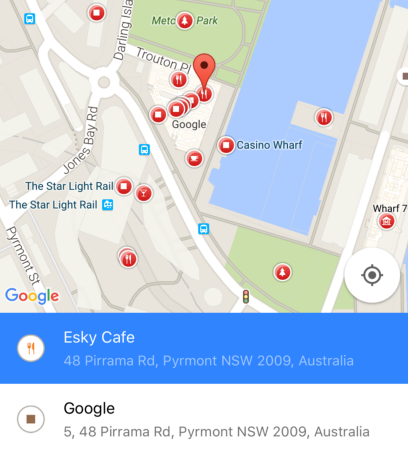 Darling Isla
Metc Park
Trouton Pl
Google
Jones Bay Rd
Casino Wharf
The Star Light Rail
The Star Light Rail
Wharf 7
Pyrmont St
Google
Esky Cafe
48 Pirrama Rd, Pyrmont NSW 2009, Australia
Google
5, 48 Pirrama Rd, Pyrmont NSW 2009, Australia